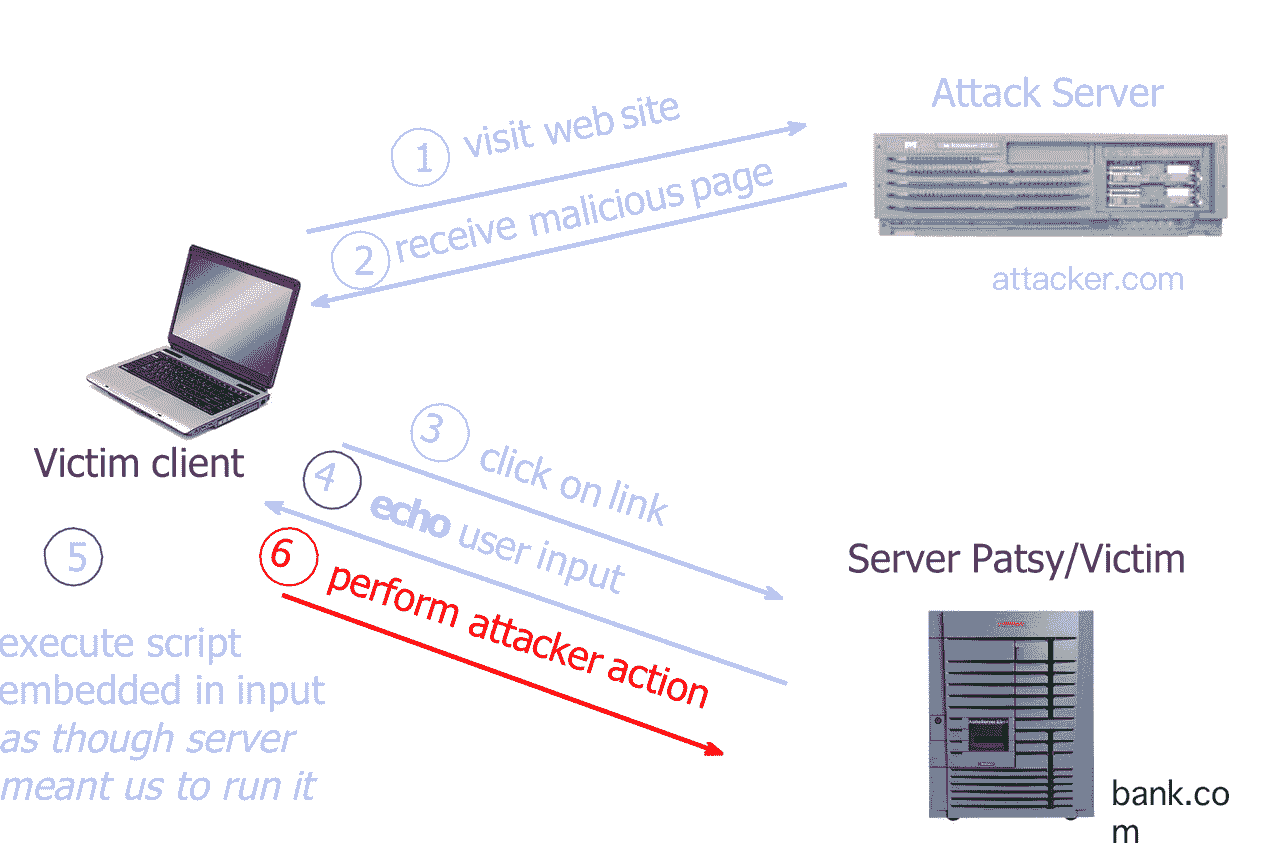 Attack Server
1 visit web site
2 receive malicious page
attacker.com
Victim client
3 click on link
4 echo user input
5
execute script
embedded in input
as though server
meant us to run it
6 perform attacker action
Server Patsy/Victim
bank.co
m